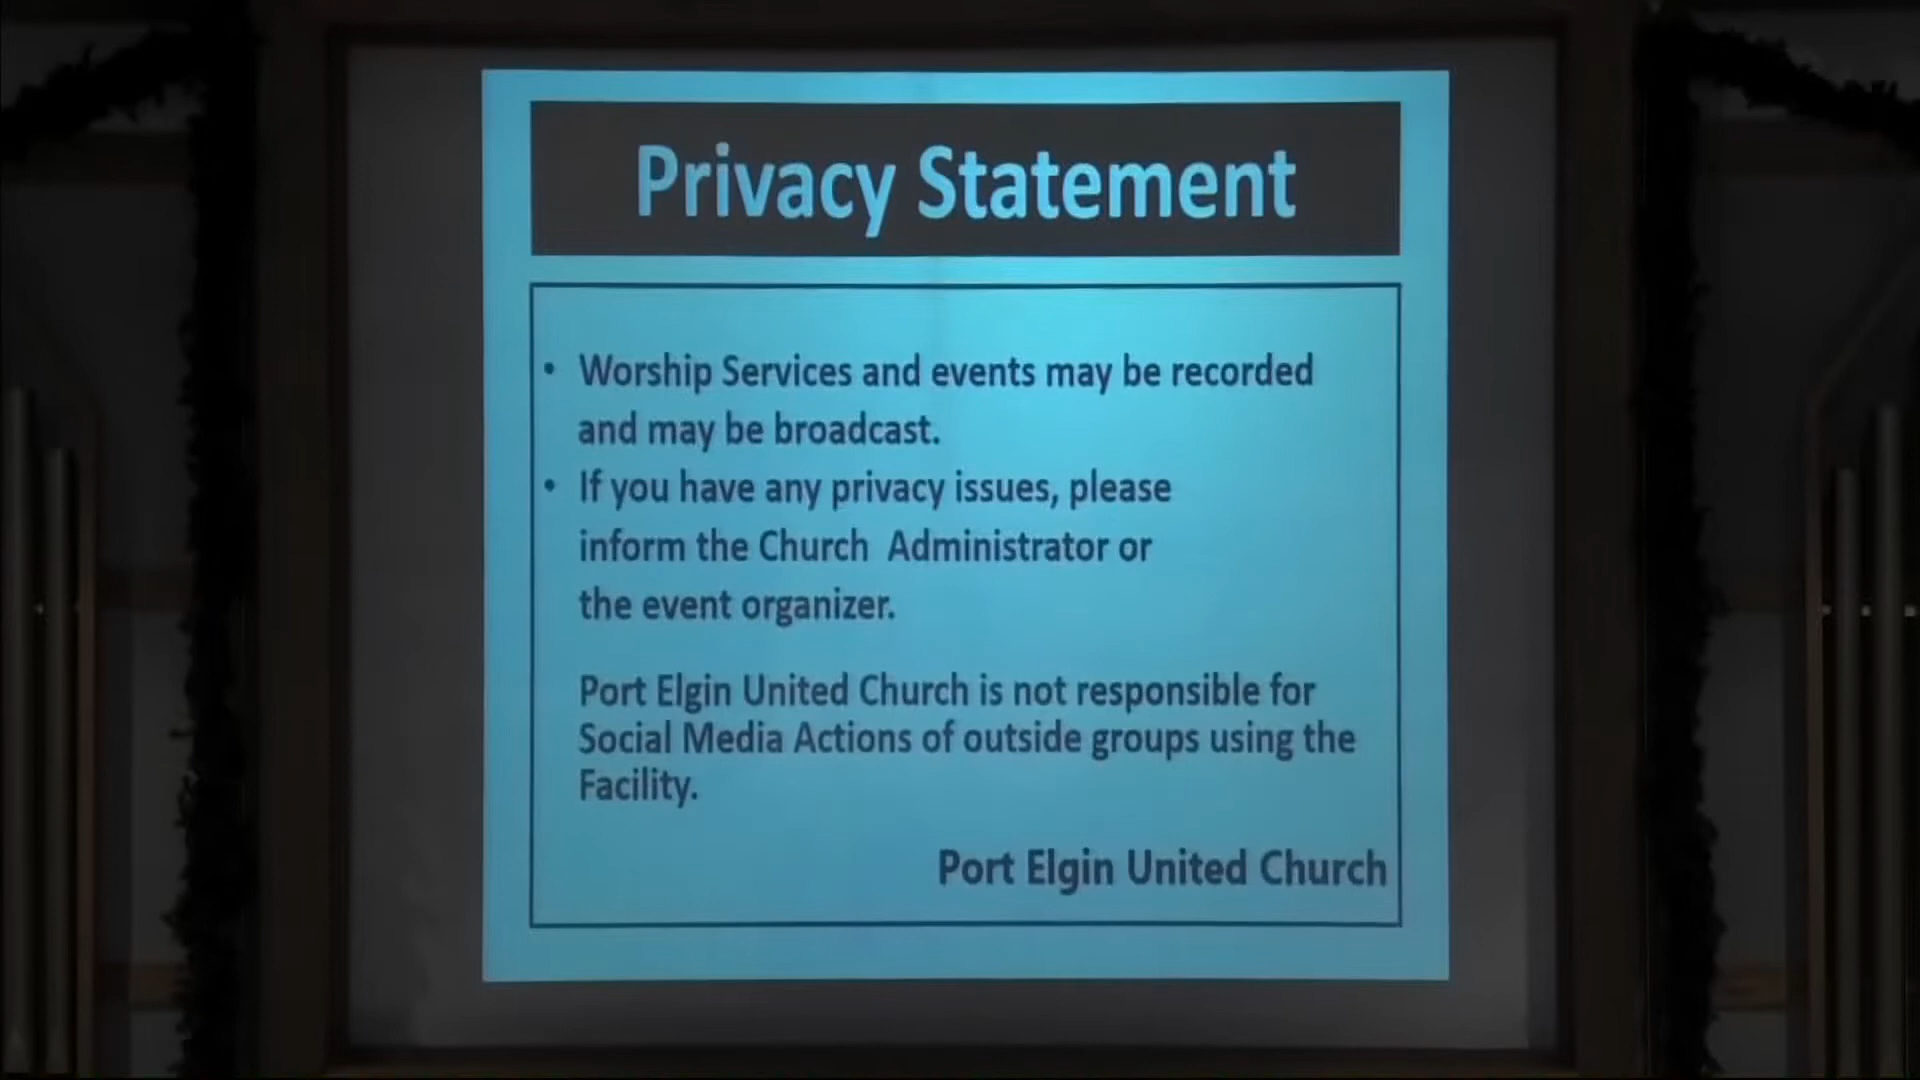 Privacy Statement
• Worship Services and events may be recorded
and may be broadcast.
• If you have any privacy issues, please
inform the Church  Administrator or
the event organizer.
Port Elgin United Church is not responsible for
Social Media Actions of outside groups using the
Facility.
Port Elgin United Church